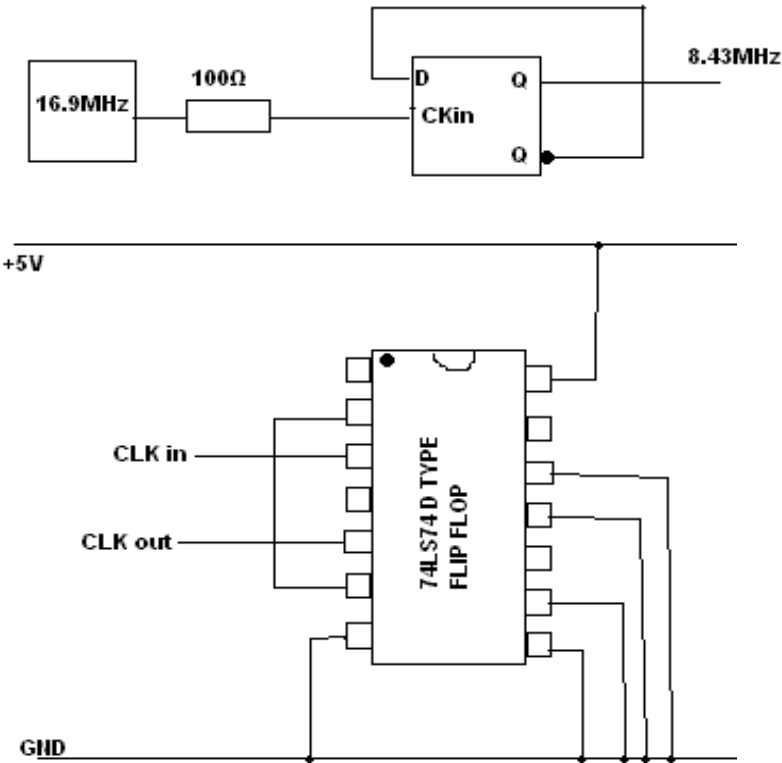 8.43MHz
100Ω
16.9MHz
D
Q
CKin
Q
+5V
CLK in
CLK out
74LS74 D TYPE
FLIP FLOP
GND